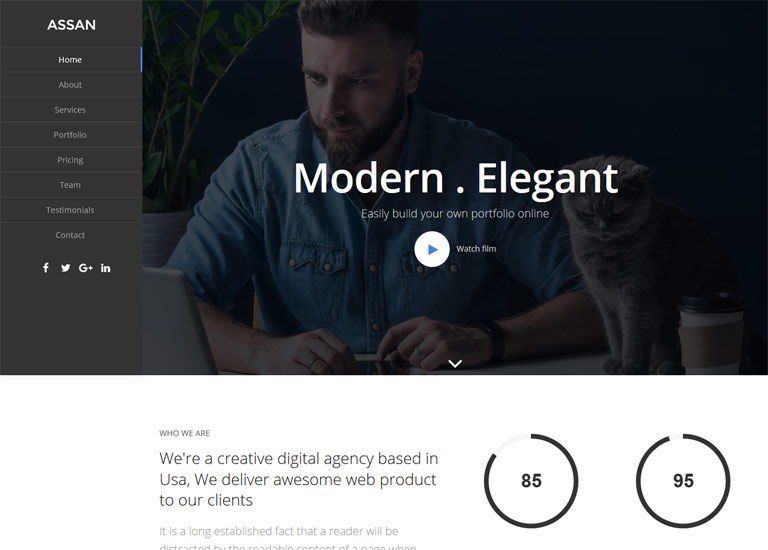 ASSAN
Home
About
Services
Portfolio
Pricing
Team
Testimonials
Contact
Modern . Elegant
Easily build your own portfolio online
Watch film
WHO WE ARE
We're a creative digital agency based in
Usa, We deliver awesome web product
to our clients
It is a long established fact that a reader will be
distracted by the readable content of a page when
85
95